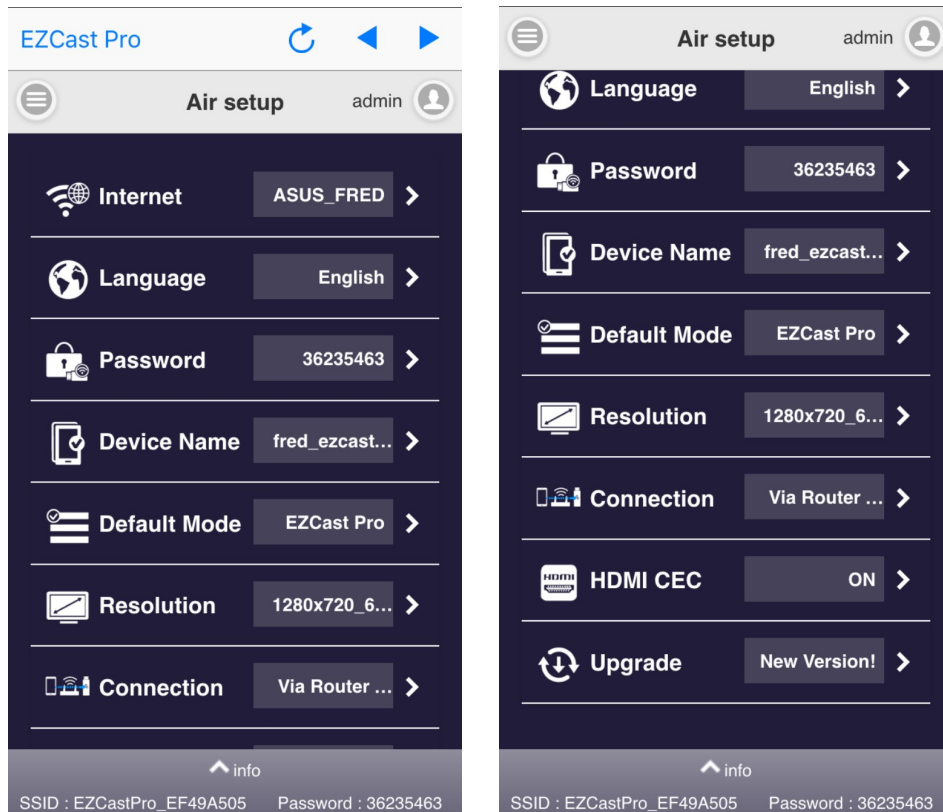 EZCast Pro
Air setup admin
Internet ASUS_FRED
Language English
Password 36235463
Device Name fred_ezcast...
Default Mode EZCast Pro
Resolution 1280x720_6...
Connection Via Router ...
info
SSID : EZCastPro_EF49A505 Password : 36235463
Air setup admin
Language English
Password 36235463
Device Name fred_ezcast...
Default Mode EZCast Pro
Resolution 1280x720_6...
Connection Via Router ...
HDMI HDMI CEC ON
Upgrade New Version!
info
SSID : EZCastPro_EF49A505 Password : 36235463